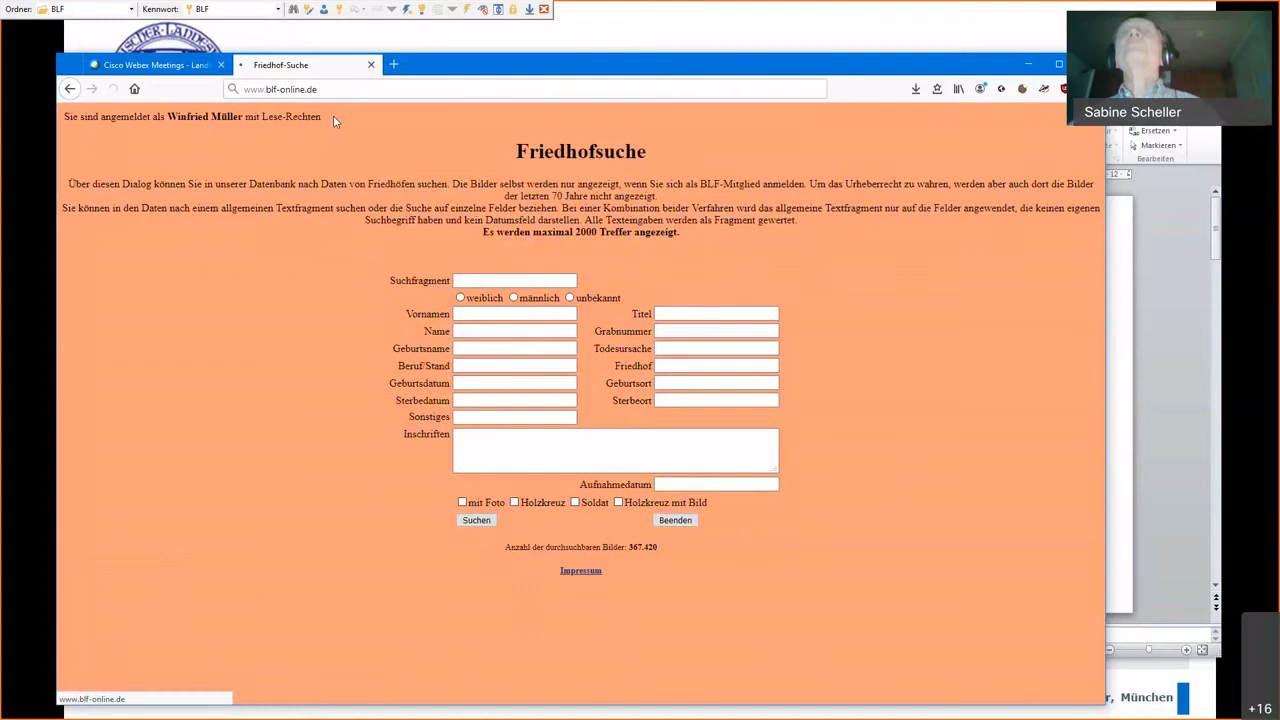 Ordner: BLF Kennwort: BLF
ischer-Landes
Cisco Webex Meetings - Land
Friedhof-Suche
www.blf-online.de
Sabine Scheller
Sie sind angemeldet als Winfried Müller mit Lese-Rechten
Ersetzen
Markieren
Bearbeiten
Friedhofsuche
12
Über diesen Dialog können Sie in unserer Datenbank nach Daten von Friedhöfen suchen. Die Bilder selbst werden nur angezeigt, wenn Sie sich als BLF-Mitglied anmelden. Um das Urheberrecht zu wahren, werden aber auch dort die Bilder
der letzten 70 Jahre nicht angezeigt.
Sie können in den Daten nach einem allgemeinen Textfragment suchen oder die Suche auf einzelne Felder beziehen. Bei einer Kombination beider Verfahren wird das allgemeine Textfragment nur auf die Felder angewendet, die keinen eigenen
Suchbegriff haben und kein Datumsfeld darstellen. Alle Texteingaben werden als Fragment gewertet.
Es werden maximal 2000 Treffer angezeigt.
Suchfragment
weiblich männlich unbekannt
Vornamen Titel
Name Grabnummer
Geburtsname Todesursache
Beruf/Stand Friedhof
Geburtsdatum Geburtsort
Sterbedatum Sterbeort
Sonstiges
Inschriften
Aufnahmedatum
mit Foto Holzkreuz Soldat Holzkreuz mit Bild
Suchen Beenden
Anzahl der durchsuchbaren Bilder: 367.420
Impressum
www.blf-online.de
r, München
+16